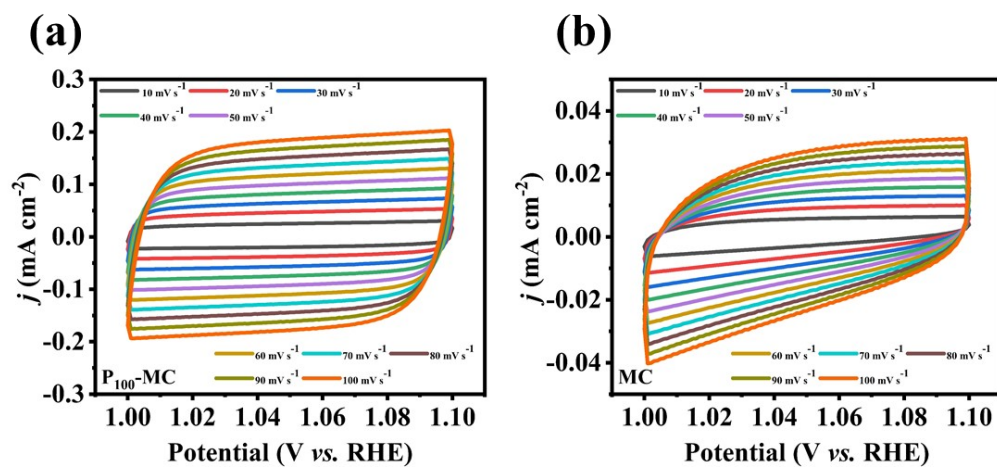 (a)
0.3
0.2
0.1
0.0
-0.1
-0.2
-0.3
j (mA cm⁻²)
10 mV s⁻¹ 20 mV s⁻¹ 30 mV s⁻¹
40 mV s⁻¹ 50 mV s⁻¹
60 mV s⁻¹ 70 mV s⁻¹ 80 mV s⁻¹
90 mV s⁻¹ 100 mV s⁻¹
P₁₀₀-MC
1.00 1.02 1.04 1.06 1.08 1.10
Potential (V vs. RHE)
(b)
0.04
0.02
0.00
-0.02
-0.04
j (mA cm⁻²)
10 mV s⁻¹ 20 mV s⁻¹ 30 mV s⁻¹
40 mV s⁻¹ 50 mV s⁻¹
60 mV s⁻¹ 70 mV s⁻¹ 80 mV s⁻¹
90 mV s⁻¹ 100 mV s⁻¹
MC
1.00 1.02 1.04 1.06 1.08 1.10
Potential (V vs. RHE)